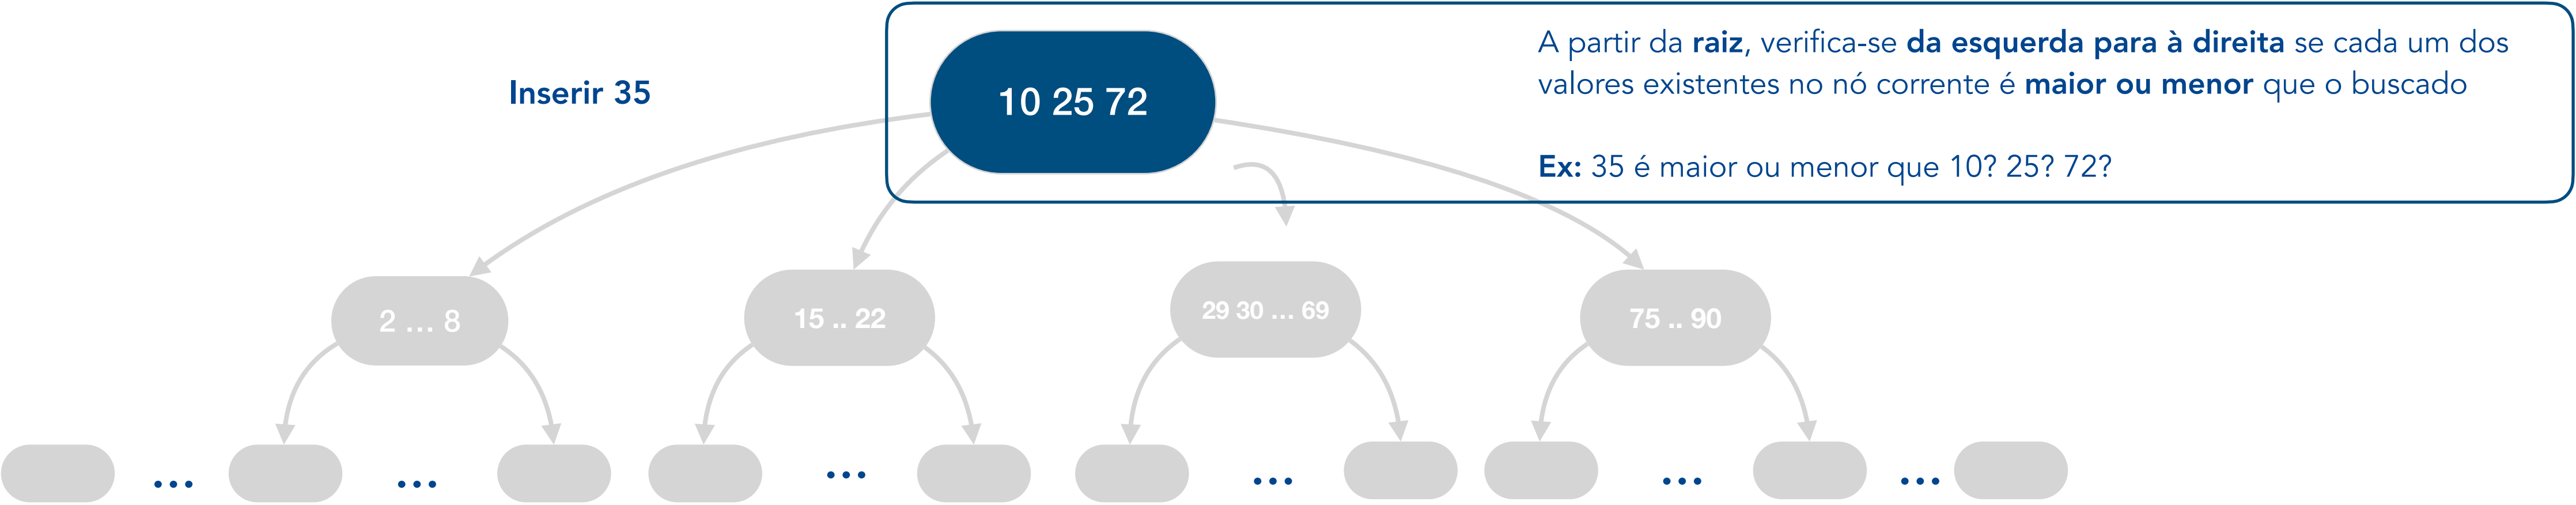 Inserir 35
10 25 72
A partir da raiz, verifica-se da esquerda para à direita se cada um dos
valores existentes no nó corrente é maior ou menor que o buscado
Ex: 35 é maior ou menor que 10? 25? 72?
2 ... 8
15 .. 22
29 30 ... 69
75 .. 90
... ... ... ... ... ...